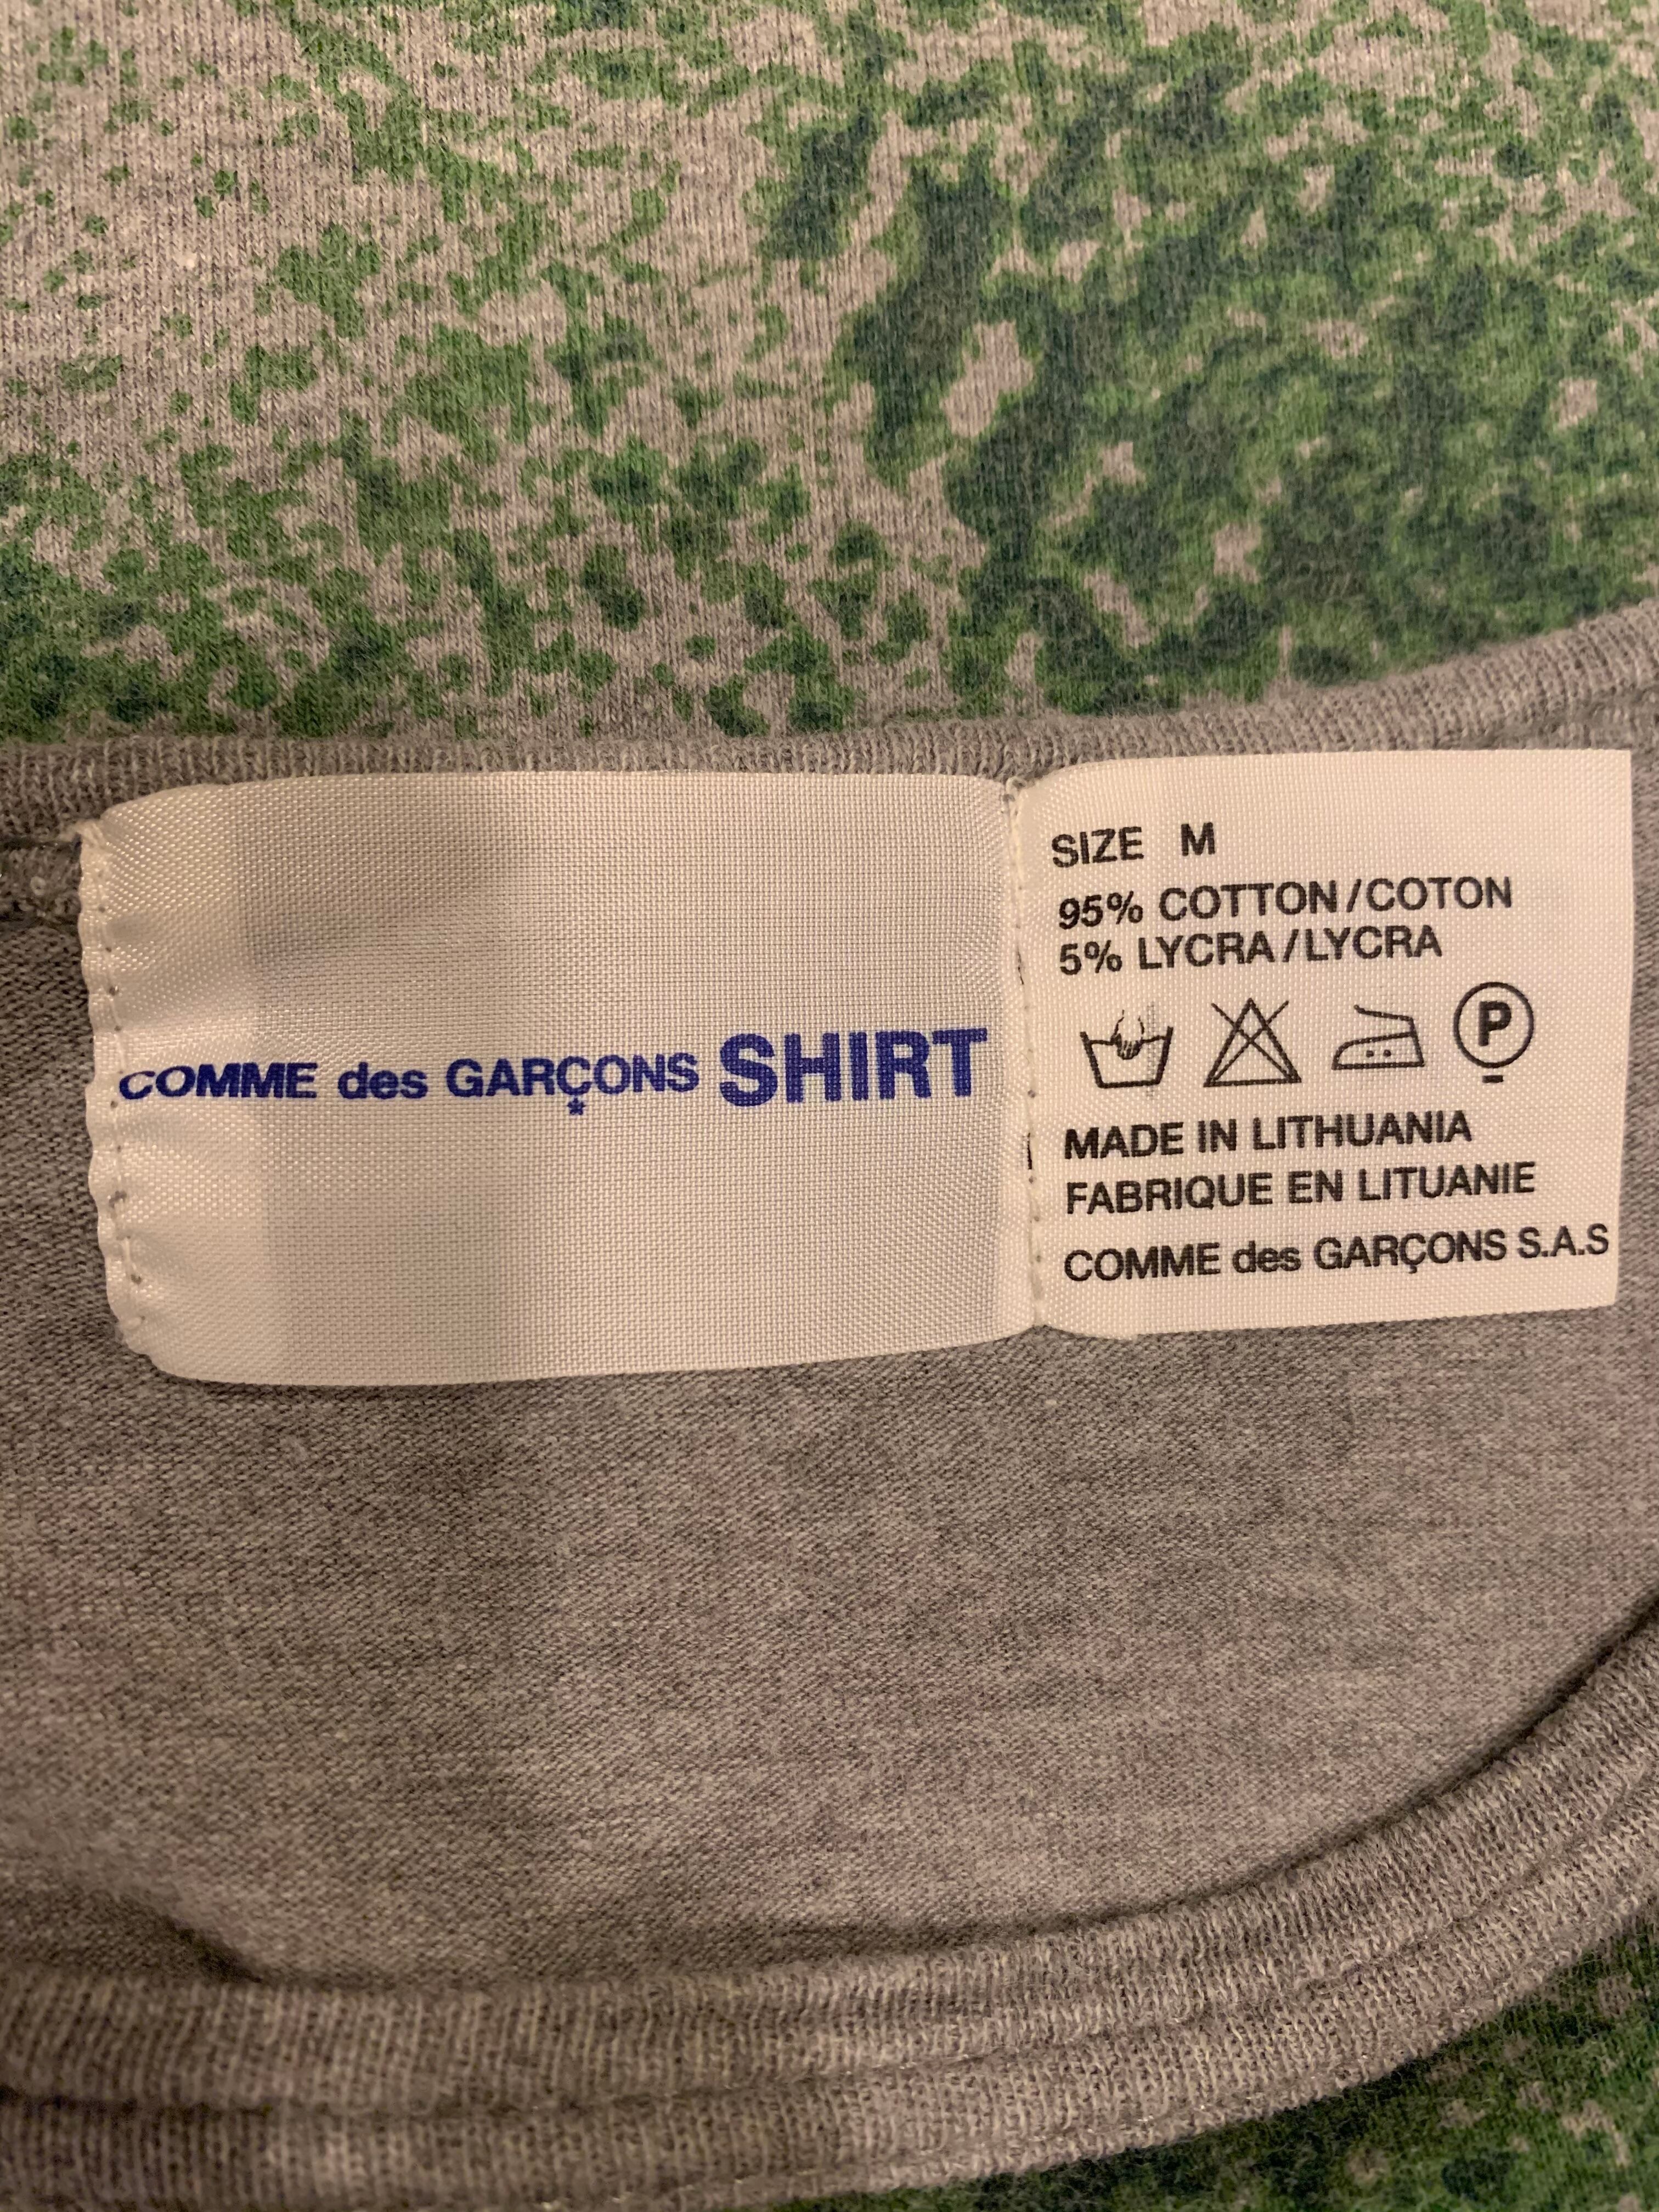 COMME des GARÇONS SHIRT
*
SIZE M
95% COTTON/COTON
5% LYCRA/LYCRA
P
MADE IN LITHUANIA
FABRIQUE EN LITUANIE
COMME des GARÇONS S.A.S